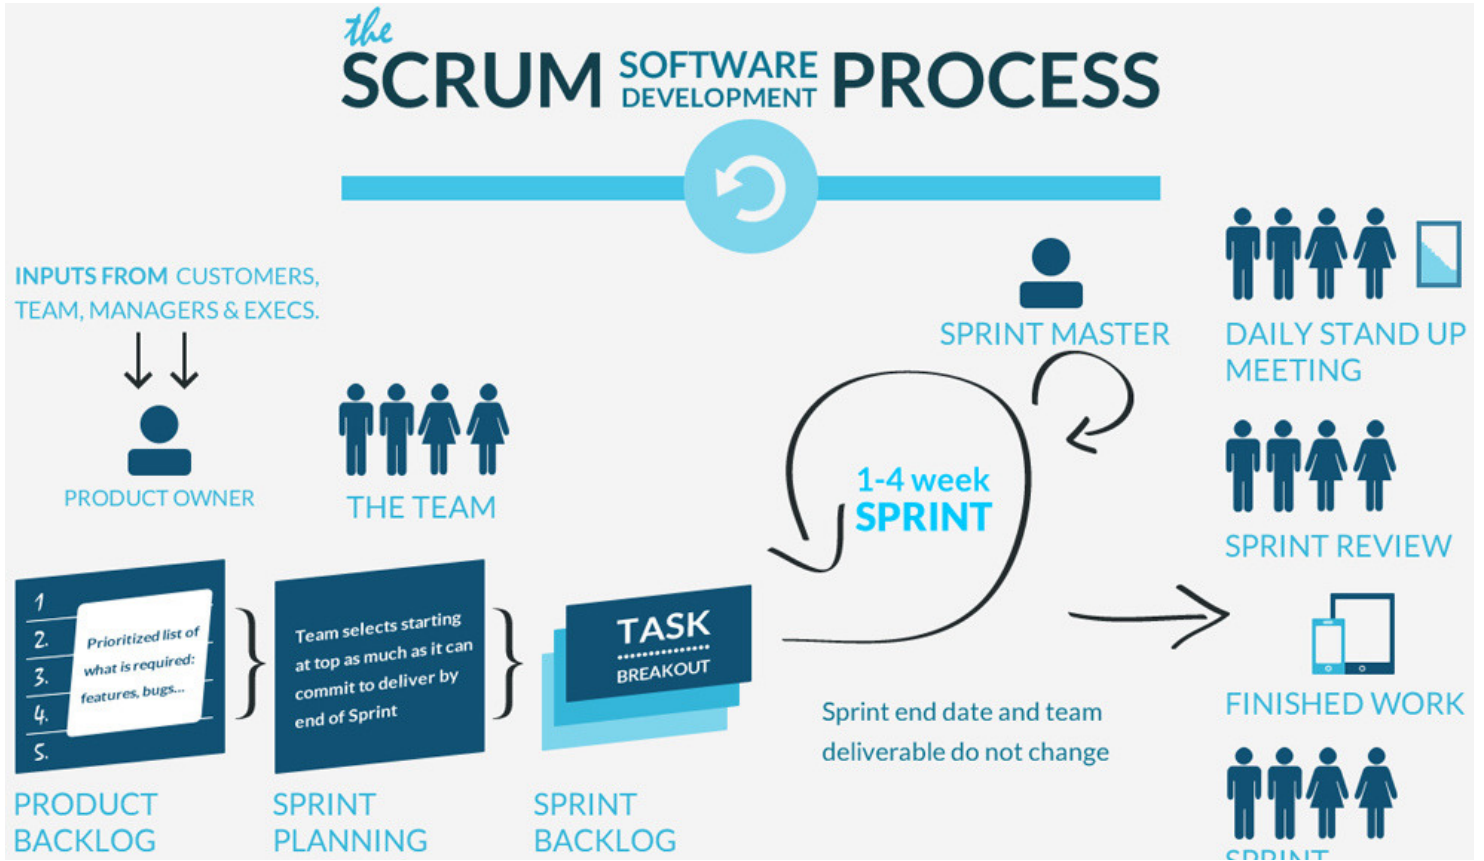 the
SCRUM SOFTWARE DEVELOPMENT PROCESS
INPUTS FROM CUSTOMERS,
TEAM, MANAGERS & EXECS.
PRODUCT OWNER
THE TEAM
1
2.
3.
4.
5.
Prioritized list of
what is required:
features, bugs...
PRODUCT
BACKLOG
Team selects starting
at top as much as it can
commit to deliver by
end of Sprint
SPRINT
PLANNING
TASK
BREAKOUT
SPRINT
BACKLOG
1-4 week
SPRINT
Sprint end date and team
deliverable do not change
SPRINT MASTER
DAILY STAND UP
MEETING
SPRINT REVIEW
FINISHED WORK
SPRINT